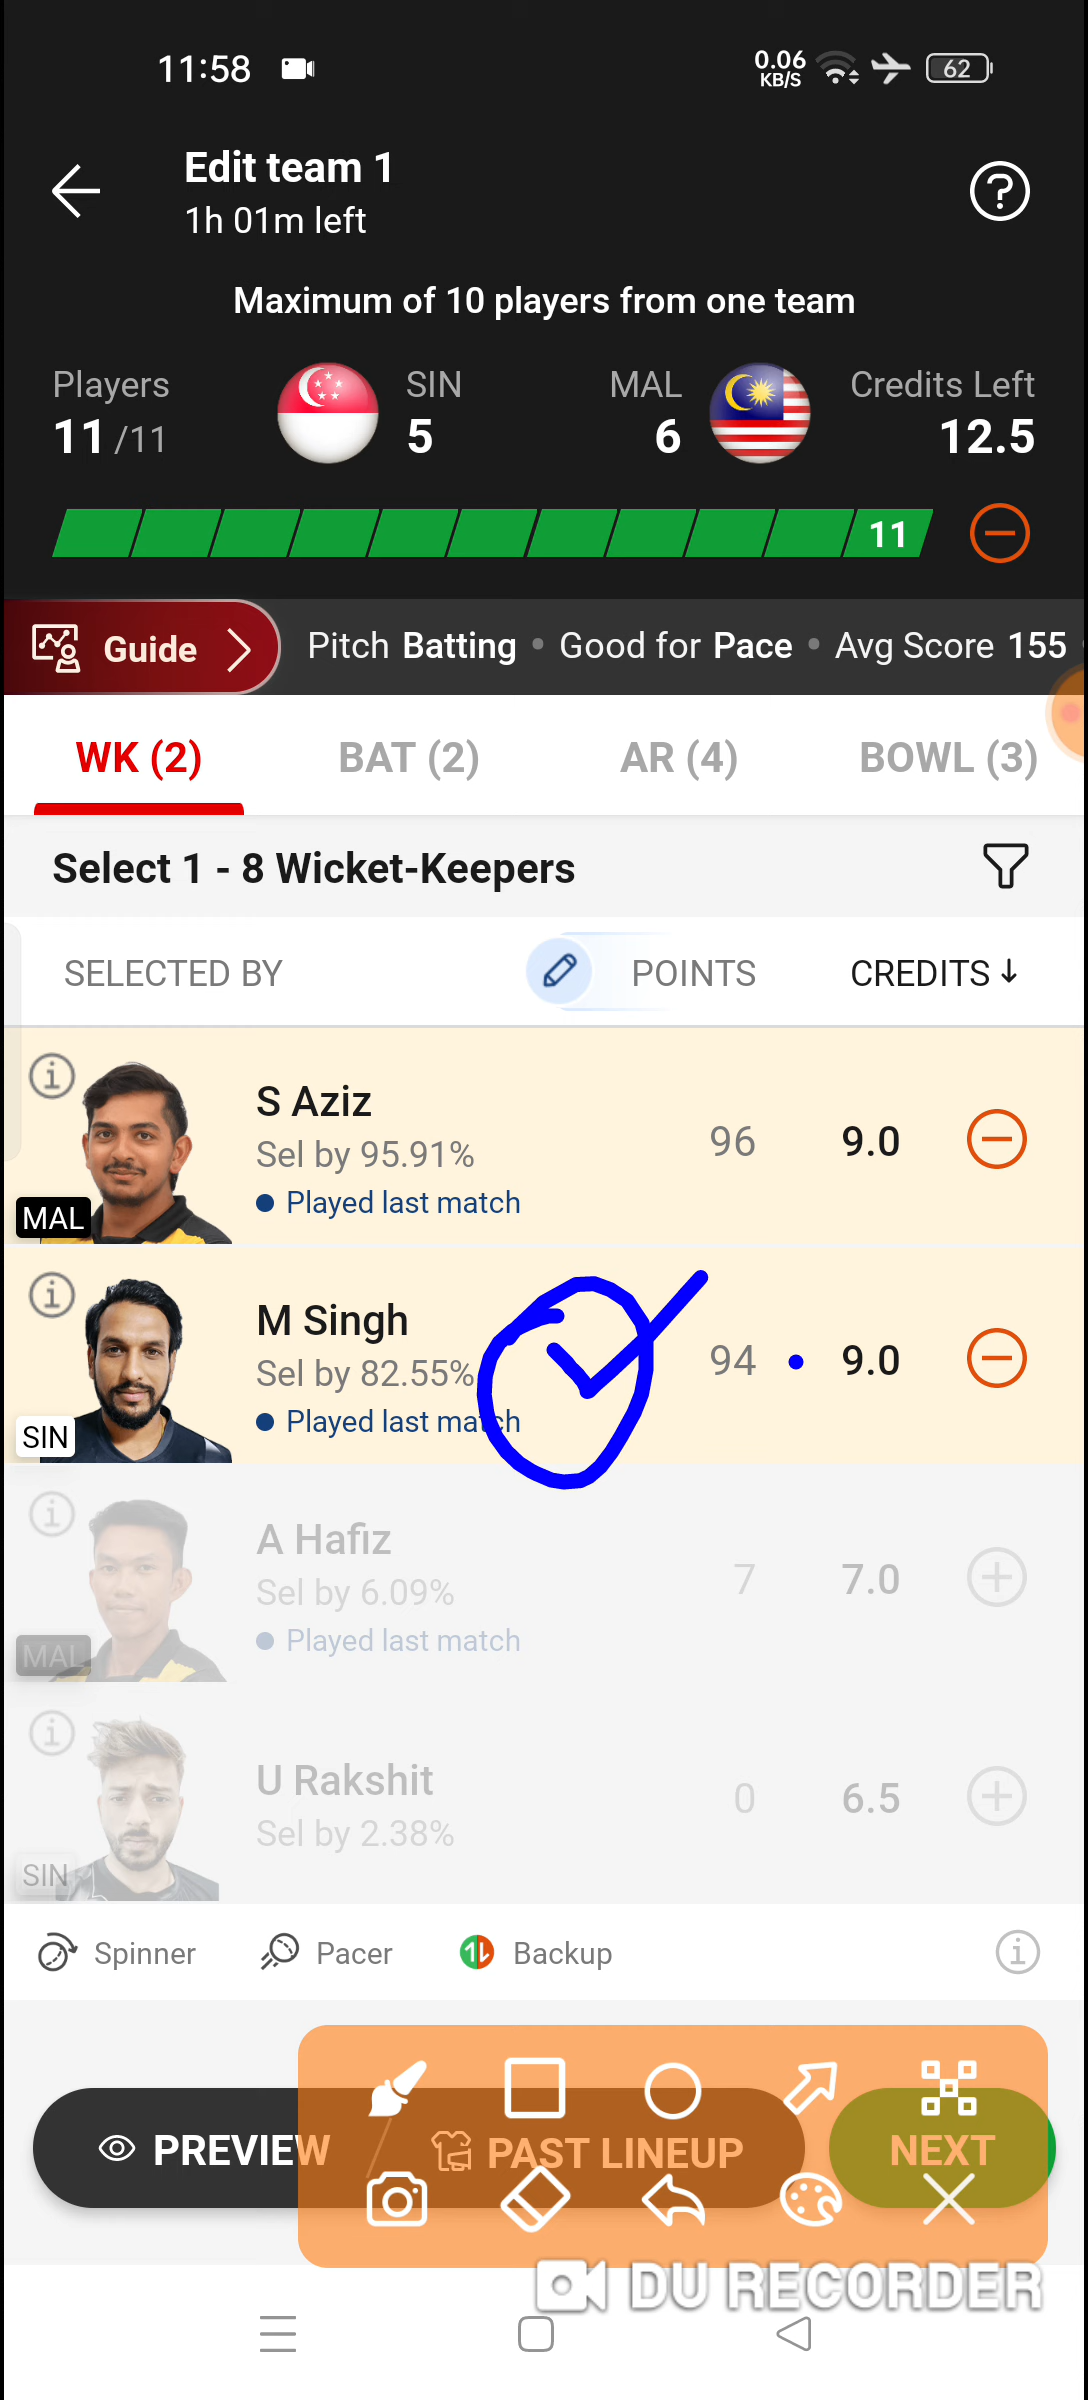 11:58
0.06
KB/S
62
Edit team 1
1h 01m left
Maximum of 10 players from one team
Players SIN MAL Credits Left
11/11 5 6 12.5
11
Guide Pitch Batting • Good for Pace • Avg Score 155
WK (2) BAT (2) AR (4) BOWL (3)
Select 1 - 8 Wicket-Keepers
SELECTED BY POINTS CREDITS ↓
S Aziz
Sel by 95.91% 96 9.0
Played last match
MAL
M Singh
Sel by 82.55% 94 9.0
Played last match
SIN
A Hafiz
Sel by 6.09% 7 7.0
Played last match
MAL
U Rakshit
Sel by 2.38% 0 6.5
SIN
Spinner Pacer Backup
PREVIEW PAST LINEUP NEXT
DU RECORDER